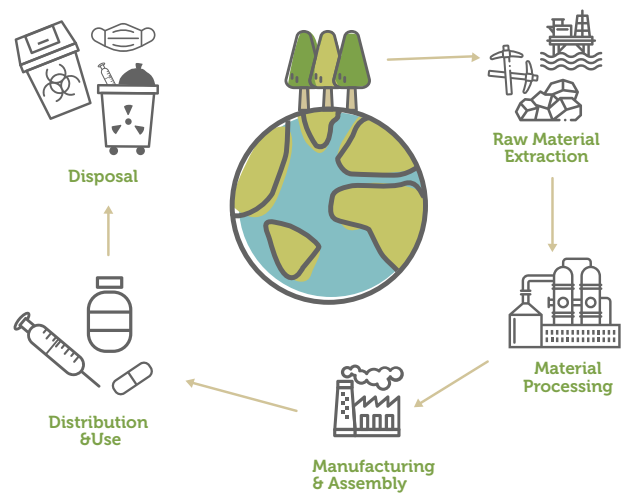 Raw Material
Extraction
Material
Processing
Manufacturing
& Assembly
Distribution
&Use
Disposal